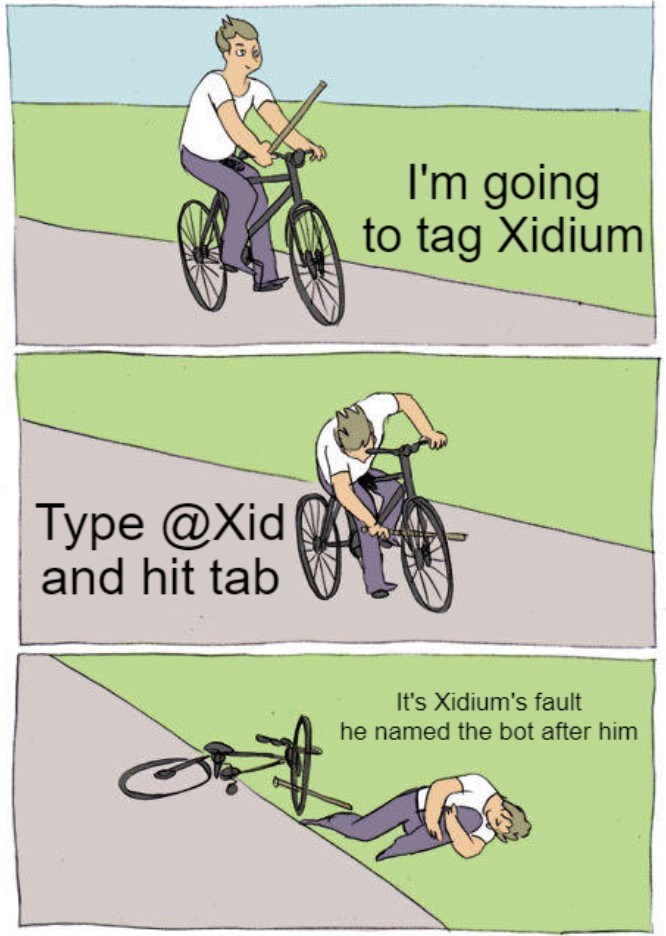 I'm going
to tag Xidium
Type @Xid
and hit tab
It's Xidium's fault
he named the bot after him